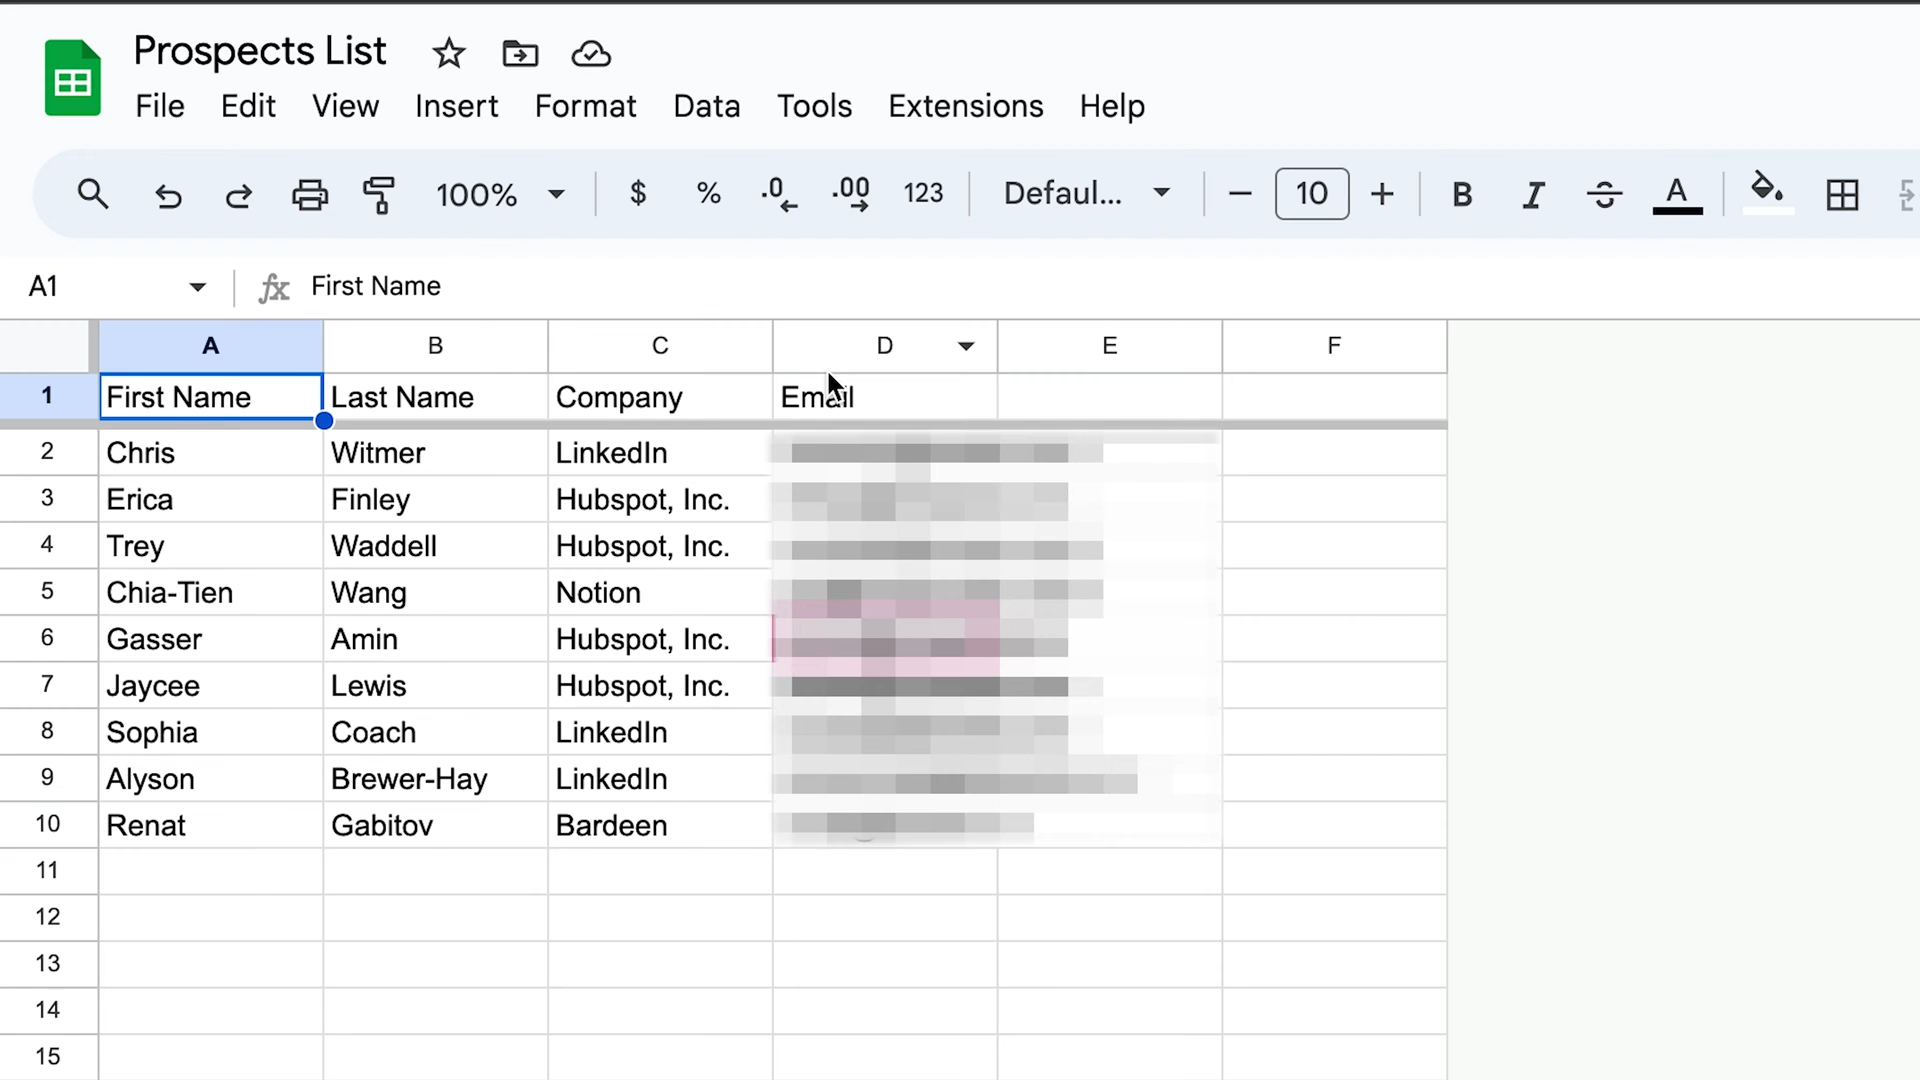 Prospects List
File Edit View Insert Format Data Tools Extensions Help
100% $ % .0 .00 123 Defaul... − 10 + B I S A
A1 fx First Name
A B C D E F
1 First Name Last Name Company Email
2 Chris Witmer LinkedIn
3 Erica Finley Hubspot, Inc.
4 Trey Waddell Hubspot, Inc.
5 Chia-Tien Wang Notion
6 Gasser Amin Hubspot, Inc.
7 Jaycee Lewis Hubspot, Inc.
8 Sophia Coach LinkedIn
9 Alyson Brewer-Hay LinkedIn
10 Renat Gabitov Bardeen
11
12
13
14
15